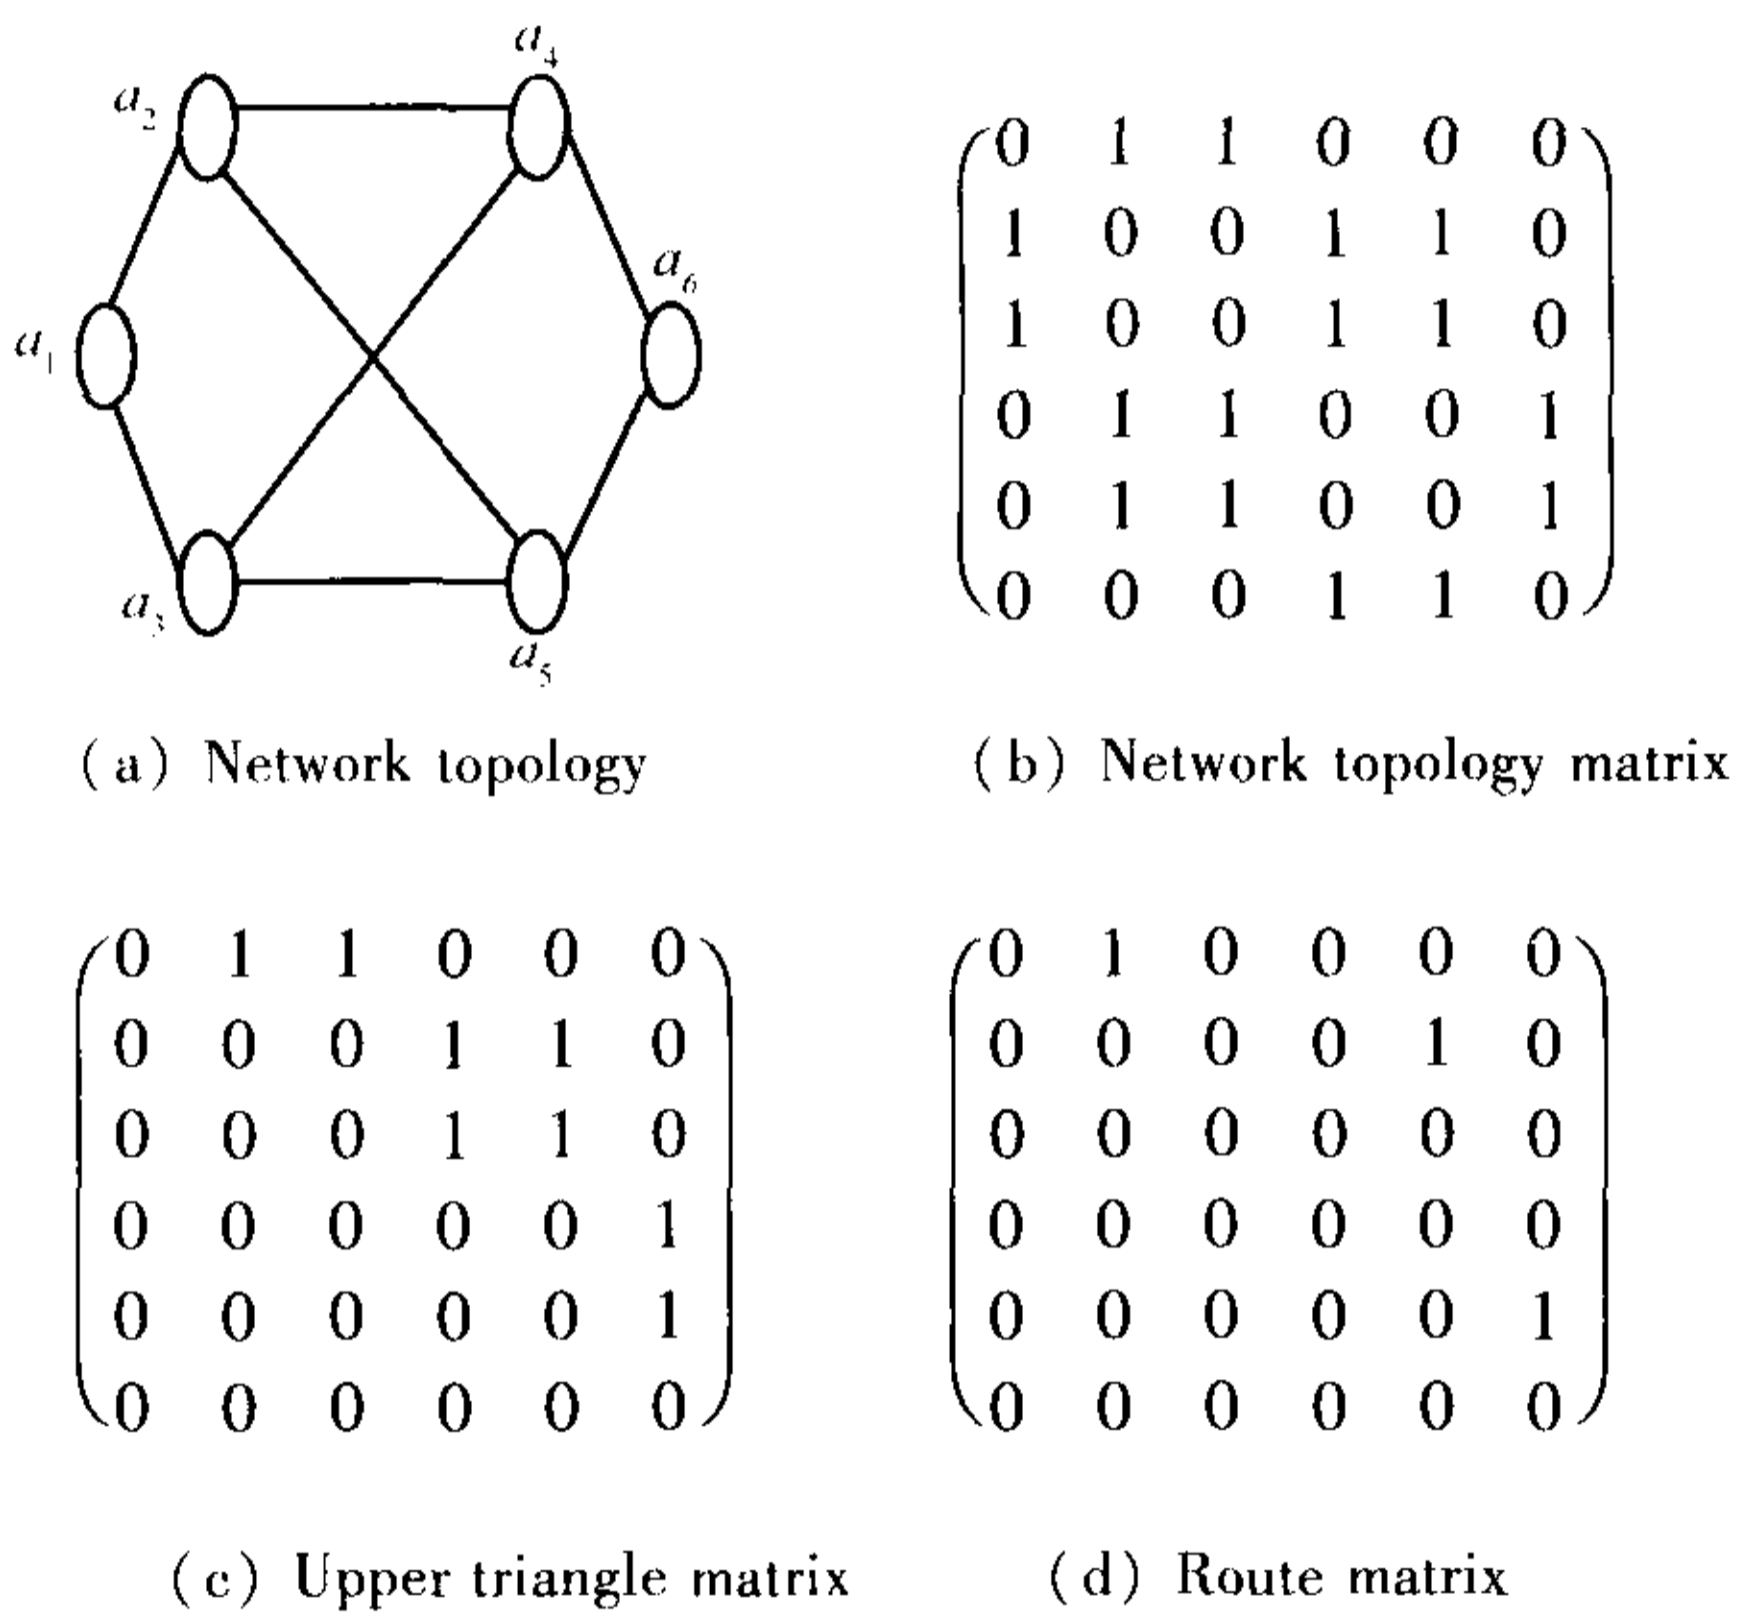 a₄
a₂
a₆
a₁
a₃
a₅
0 1 1 0 0 0
1 0 0 1 1 0
1 0 0 1 1 0
0 1 1 0 0 1
0 1 1 0 0 1
0 0 0 1 1 0
(a) Network topology
(b) Network topology matrix
0 1 1 0 0 0
0 0 0 1 1 0
0 0 0 1 1 0
0 0 0 0 0 1
0 0 0 0 0 1
0 0 0 0 0 0
0 1 0 0 0 0
0 0 0 0 1 0
0 0 0 0 0 0
0 0 0 0 0 0
0 0 0 0 0 1
0 0 0 0 0 0
(c) Upper triangle matrix
(d) Route matrix